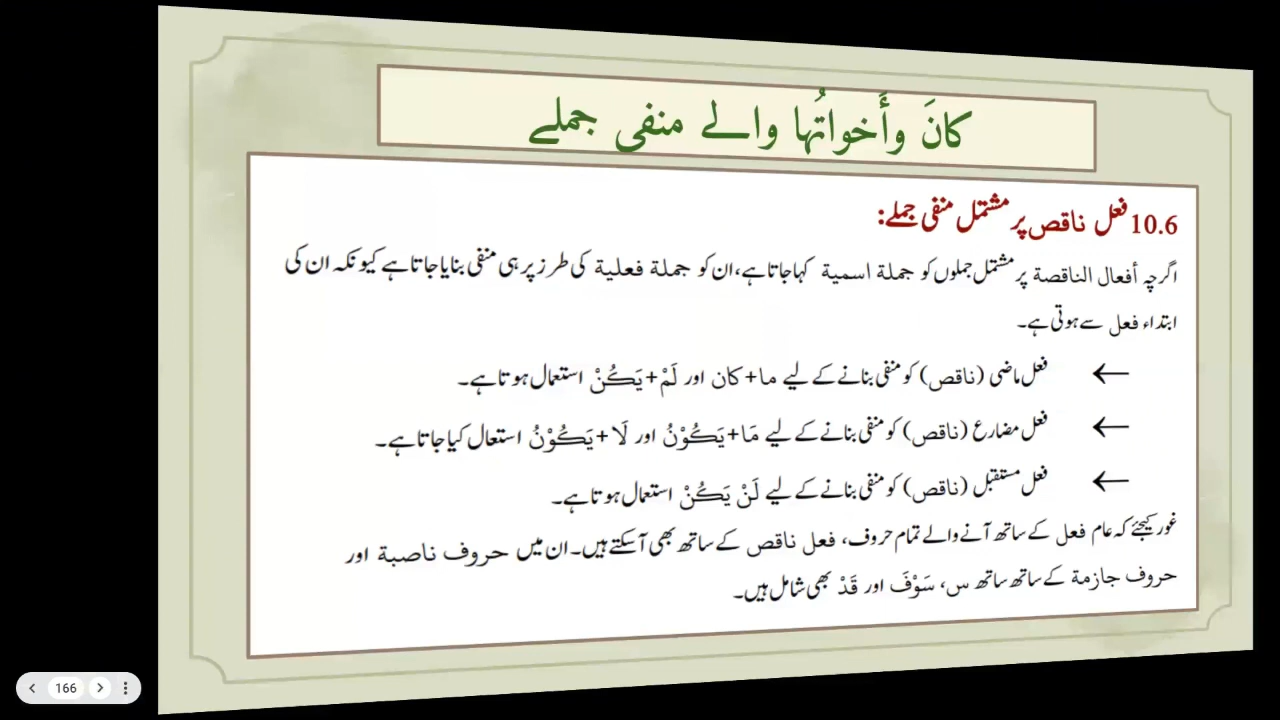 كانَ وأَخواتُها والے منفی جملے
10.6 فعل ناقص پر مشتمل منفی جملے:
اگرچہ أفعال الناقصة پر مشتمل جملوں کو جملة اسمية کہا جاتا ہے، ان کو جملة فعلية کی طرز پر ہی منفی بنایا جاتا ہے کیونکہ ان کی
ابتداء فعل سے ہوتی ہے۔
← فعل ماضی (ناقص) کو منفی بنانے کے لیے ما+کان اور لَمْ+يَكُنْ استعمال ہوتا ہے۔
← فعل مضارع (ناقص) کو منفی بنانے کے لیے مَا+يَكُوْنُ اور لَا+يَكُوْنُ استعال کیا جاتا ہے۔
← فعل مستقبل (ناقص) کو منفی بنانے کے لیے لَنْ يَكُنْ استعمال ہوتا ہے۔
غور کیجئے کہ عام فعل کے ساتھ آنے والے تمام حروف، فعل ناقص کے ساتھ بھی آسکتے ہیں۔ ان میں حروف ناصبة اور
حروف جازمة کے ساتھ ساتھ س، سَوْفَ اور قَدْ بھی شامل ہیں۔
166